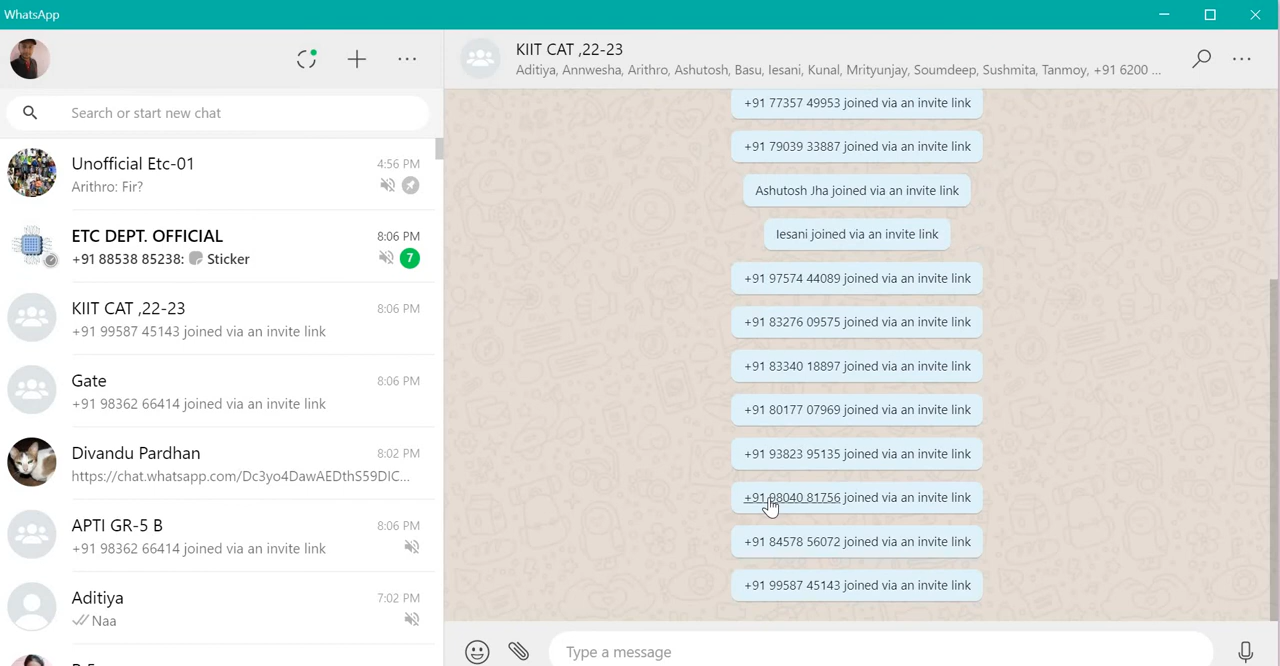 WhatsApp
KIIT CAT ,22-23
Aditiya, Annwesha, Arithro, Ashutosh, Basu, Iesani, Kunal, Mrityunjay, Soumdeep, Sushmita, Tanmoy, +91 6200 ...
Search or start new chat
Unofficial Etc-01
4:56 PM
Arithro: Fir?
ETC DEPT. OFFICIAL
8:06 PM
+91 88538 85238: Sticker
7
KIIT CAT ,22-23
8:06 PM
+91 99587 45143 joined via an invite link
Gate
8:06 PM
+91 98362 66414 joined via an invite link
Divandu Pardhan
8:02 PM
https://chat.whatsapp.com/Dc3yo4DawAEDthS59DIC...
APTI GR-5 B
8:06 PM
+91 98362 66414 joined via an invite link
Aditiya
7:02 PM
Naa
+91 77357 49953 joined via an invite link
+91 79039 33887 joined via an invite link
Ashutosh Jha joined via an invite link
Iesani joined via an invite link
+91 97574 44089 joined via an invite link
+91 83276 09575 joined via an invite link
+91 83340 18897 joined via an invite link
+91 80177 07969 joined via an invite link
+91 93823 95135 joined via an invite link
+91 98040 81756 joined via an invite link
+91 84578 56072 joined via an invite link
+91 99587 45143 joined via an invite link
Type a message